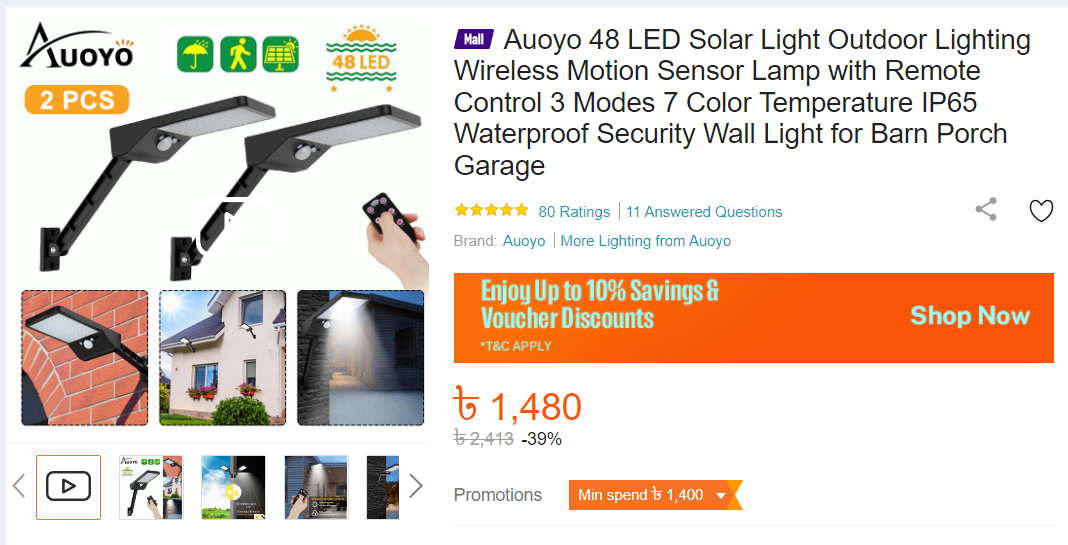 AUOYO
48 LED
2 PCS
Mall Auoyo 48 LED Solar Light Outdoor Lighting
Wireless Motion Sensor Lamp with Remote
Control 3 Modes 7 Color Temperature IP65
Waterproof Security Wall Light for Barn Porch
Garage
80 Ratings | 11 Answered Questions
Brand: Auoyo | More Lighting from Auoyo
Enjoy Up to 10% Savings &
Voucher Discounts
Shop Now
*T&C APPLY
৳ 1,480
৳ 2,413 -39%
Promotions Min spend ৳ 1,400